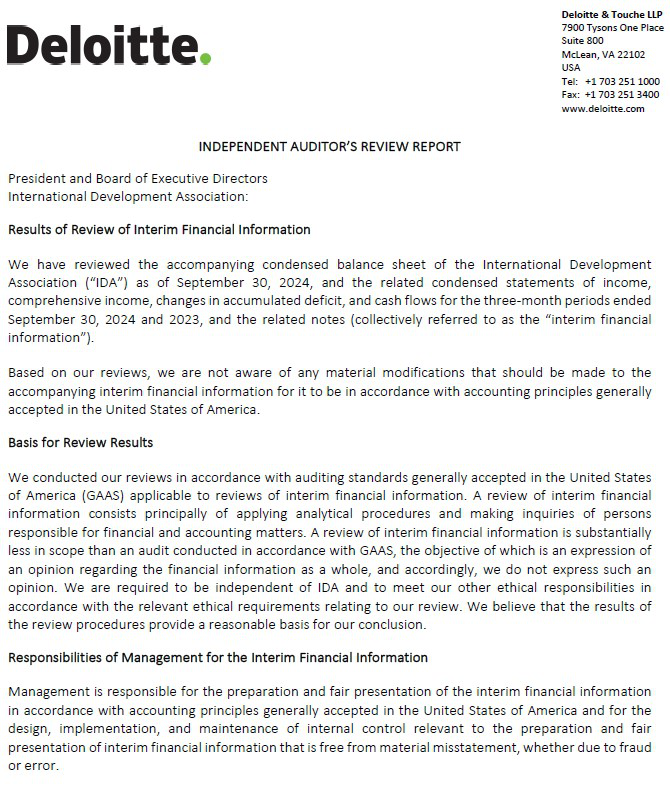 Deloitte.
Deloitte & Touche LLP
7900 Tysons One Place
Suite 800
McLean, VA 22102
USA
Tel: +1 703 251 1000
Fax: +1 703 251 3400
www.deloitte.com
INDEPENDENT AUDITOR'S REVIEW REPORT
President and Board of Executive Directors
International Development Association:
Results of Review of Interim Financial Information
We have reviewed the accompanying condensed balance sheet of the International Development
Association ("IDA") as of September 30, 2024, and the related condensed statements of income,
comprehensive income, changes in accumulated deficit, and cash flows for the three-month periods ended
September 30, 2024 and 2023, and the related notes (collectively referred to as the "interim financial
information").
Based on our reviews, we are not aware of any material modifications that should be made to the
accompanying interim financial information for it to be in accordance with accounting principles generally
accepted in the United States of America.
Basis for Review Results
We conducted our reviews in accordance with auditing standards generally accepted in the United States
of America (GAAS) applicable to reviews of interim financial information. A review of interim financial
information consists principally of applying analytical procedures and making inquiries of persons
responsible for financial and accounting matters. A review of interim financial information is substantially
less in scope than an audit conducted in accordance with GAAS, the objective of which is an expression of
an opinion regarding the financial information as a whole, and accordingly, we do not express such an
opinion. We are required to be independent of IDA and to meet our other ethical responsibilities in
accordance with the relevant ethical requirements relating to our review. We believe that the results of
the review procedures provide a reasonable basis for our conclusion.
Responsibilities of Management for the Interim Financial Information
Management is responsible for the preparation and fair presentation of the interim financial information
in accordance with accounting principles generally accepted in the United States of America and for the
design, implementation, and maintenance of internal control relevant to the preparation and fair
presentation of interim financial information that is free from material misstatement, whether due to fraud
or error.